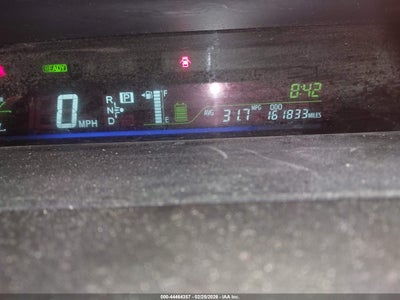 READY
8:42
0 MPH
R
N
D
P
F
E
AVG 31.7 MPG
ODO 161833 MILES
000-44464357 - 02/25/2026 - IAA Inc.